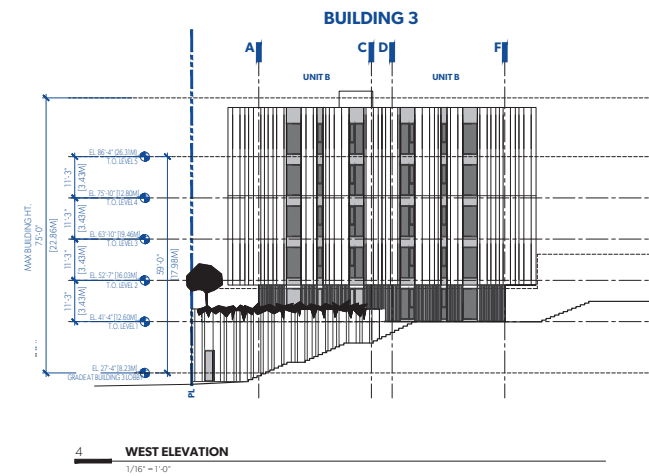 BUILDING 3
A C D F
UNIT B UNIT B
EL. 86'-4" [26.31M]
T.O. LEVEL 5
11'-3"
[3.43M]
EL. 75'-10" [12.80M]
T.O. LEVEL 4
11'-3"
[3.43M]
EL. 63'-10" [19.46M]
T.O. LEVEL 3
MAX BUILDING HT.
75'-0"
[22.86M]
11'-3"
[3.43M]
59'-0"
[17.98M]
EL. 52'-7" [16.03M]
T.O. LEVEL 2
11'-3"
[3.43M]
EL. 41'-4" [12.60M]
T.O. LEVEL 1
EL. 27'-4" [8.23M]
GRADE AT BUILDING 3 LOBBY
PL
4 WEST ELEVATION
1/16" = 1'-0"